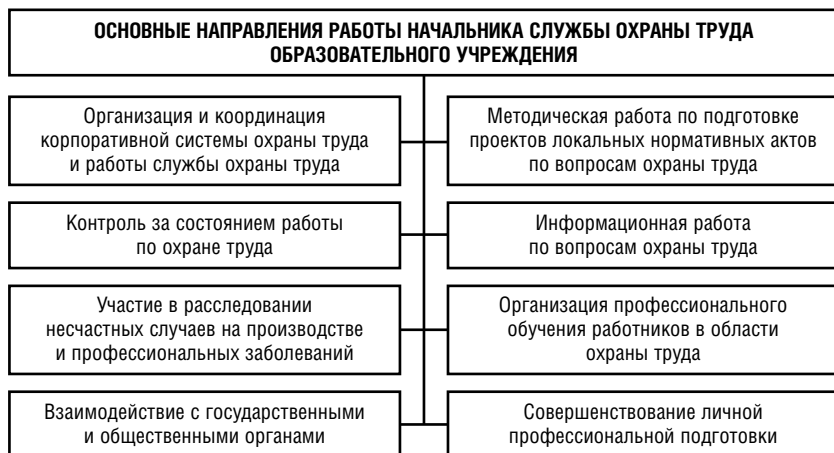 ОСНОВНЫЕ НАПРАВЛЕНИЯ РАБОТЫ НАЧАЛЬНИКА СЛУЖБЫ ОХРАНЫ ТРУДА
ОБРАЗОВАТЕЛЬНОГО УЧРЕЖДЕНИЯ
Организация и координация
корпоративной системы охраны труда
и работы службы охраны труда
Методическая работа по подготовке
проектов локальных нормативных актов
по вопросам охраны труда
Контроль за состоянием работы
по охране труда
Информационная работа
по вопросам охраны труда
Участие в расследовании
несчастных случаев на производстве
и профессиональных заболеваний
Организация профессионального
обучения работников в области
охраны труда
Взаимодействие с государственными
и общественными органами
Совершенствование личной
профессиональной подготовки